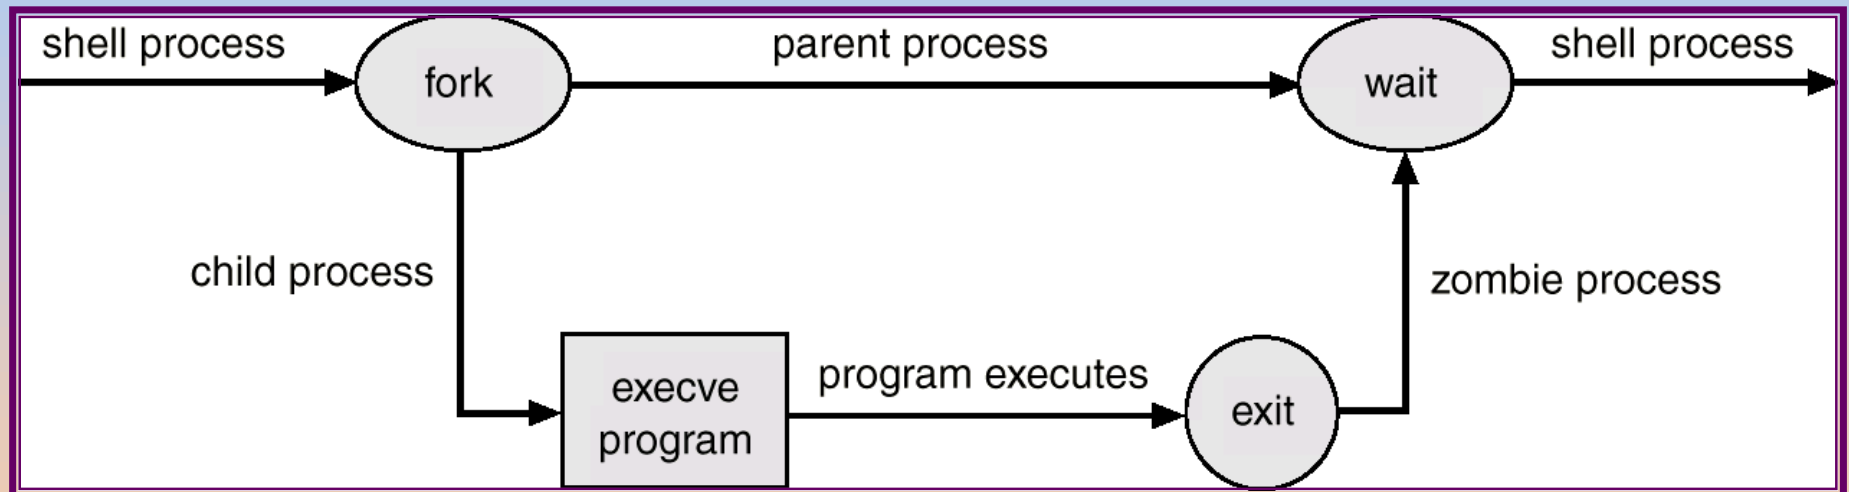 shell process
fork
parent process
wait
shell process
child process
zombie process
execve
program
program executes
exit